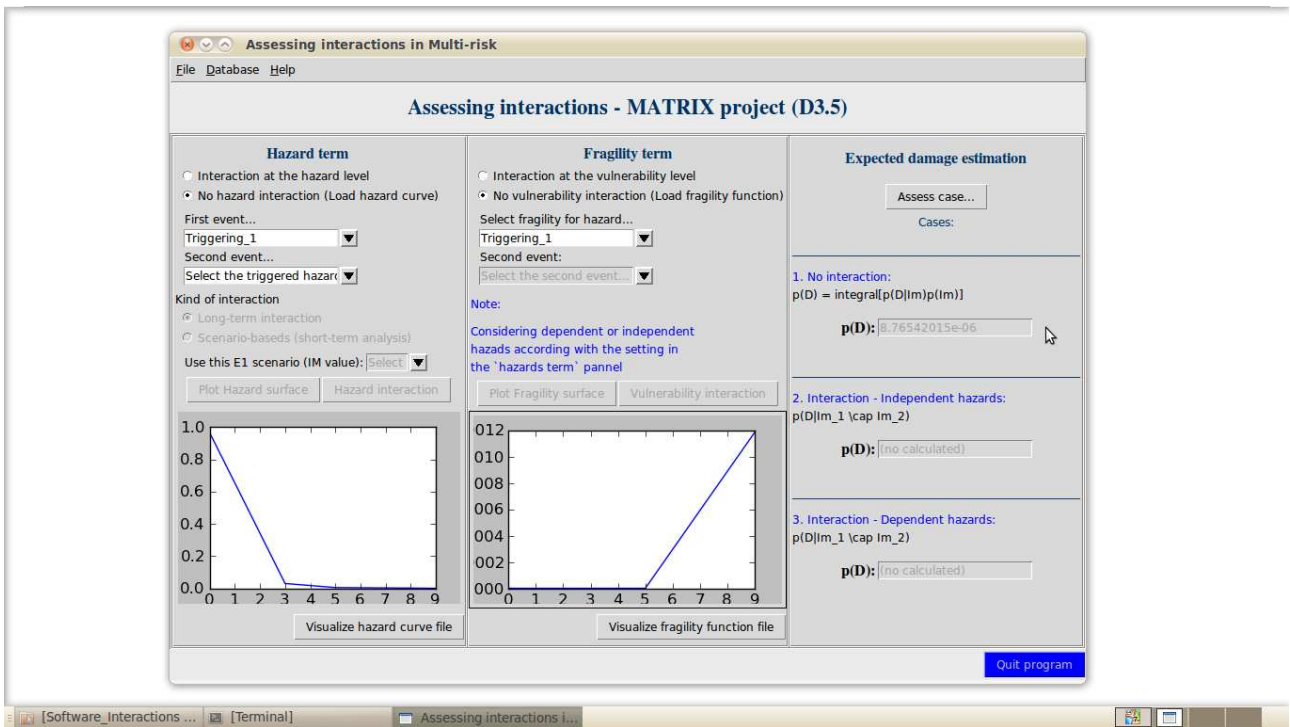 Assessing interactions in Multi-risk
File Database Help
Assessing interactions - MATRIX project (D3.5)
Hazard term
Interaction at the hazard level
No hazard interaction (Load hazard curve)
First event...
Triggering_1
Second event...
Select the triggered hazard
Kind of interaction
Long-term interaction
Scenario-baseds (short-term analysis)
Use this E1 scenario (IM value): Select
Plot Hazard surface Hazard interaction
1.0
0.8
0.6
0.4
0.2
0.0
0 1 2 3 4 5 6 7 8 9
Visualize hazard curve file
Fragility term
Interaction at the vulnerability level
No vulnerability interaction (Load fragility function)
Select fragility for hazard...
Triggering_1
Second event:
Select the second event...
Note:
Considering dependent or independent
hazads according with the setting in
the `hazards term` pannel
Plot Fragility surface Vulnerability interaction
012
010
008
006
004
002
000
0 1 2 3 4 5 6 7 8 9
Visualize fragility function file
Expected damage estimation
Assess case...
Cases:
1. No interaction:
p(D) = integral[p(D|Im)p(Im)]
p(D): 8.76542015e-06
2. Interaction - Independent hazards:
p(D|Im_1 \cap Im_2)
p(D): (no calculated)
3. Interaction - Dependent hazards:
p(D|Im_1 \cap Im_2)
p(D): (no calculated)
Quit program
[Software_Interactions ... [Terminal] Assessing interactions i...